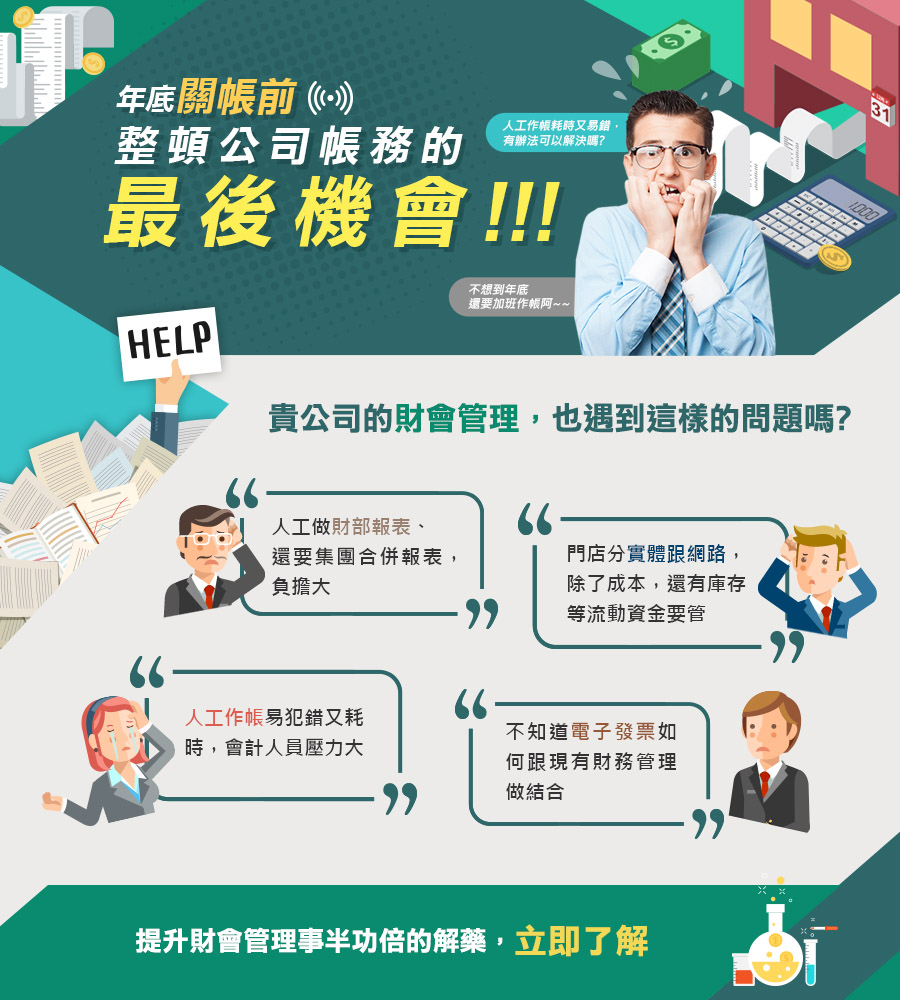 年底關帳前
整頓公司帳務的
最後機會!!!
人工作帳耗時又易錯，
有辦法可以解決嗎?
31
1,000
不想到年底
還要加班作帳阿~~
HELP
貴公司的財會管理，也遇到這樣的問題嗎?
人工做財部報表、
還要集團合併報表，
負擔大
門店分實體跟網路，
除了成本，還有庫存
等流動資金要管
人工作帳易犯錯又耗
時，會計人員壓力大
不知道電子發票如
何跟現有財務管理
做結合
提升財會管理事半功倍的解藥，立即了解